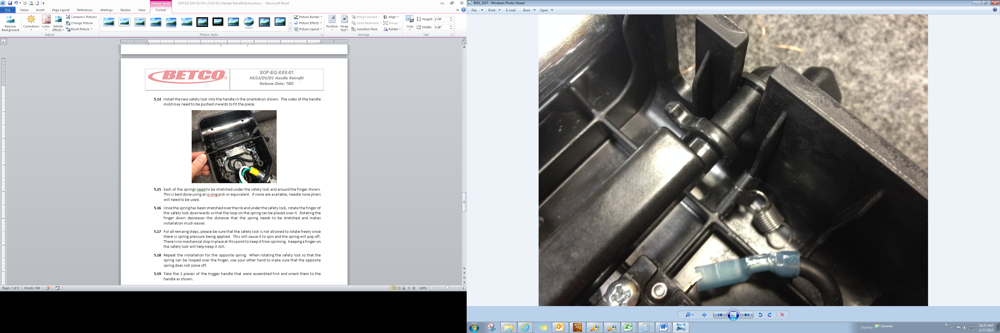 SOP EQ XXX 01 HS-LS-DS-DC Handle Retrofit Instructions - Microsoft Word
Picture Tools
File Home Insert Page Layout References Mailings Review View Format
Remove Background
Corrections
Color
Artistic Effects
Compress Pictures
Change Picture
Reset Picture
Adjust
Picture Styles
Picture Border
Picture Effects
Picture Layout
Position
Wrap Text
Bring Forward
Send Backward
Selection Pane
Align
Group
Rotate
Arrange
Crop
Height: 2.74"
Width: 3.18"
Size
BETCO®
SOP-EQ-XXX-01
HS/LS/DS/DC Handle Retrofit
Release Date: TBD
5.14 Install the new safety lock into the handle in the orientation shown. The sides of the handle
mold may need to be pushed inwards to fit the piece.
5.15 Each of the springs need to be stretched under the safety lock and around the finger shown.
This is best done using an o-ring pick or equivalent. If none are available, needle nose pliers
will need to be used.
5.16 Once the spring has been stretched over the rib and under the safety lock, rotate the finger of
the safety lock downwards so that the loop on the spring can be placed over it. Rotating the
finger down decreases the distance that the spring needs to be stretched and makes
installation much easier.
5.17 For all remaing steps, please be sure that the safety lock is not allowed to rotate freely since
there is spring pressure being applied. This will cause it to spin and the spring will pop off.
There is no mechanical stop in place at this point to keep it from spinning. Keeping a finger on
the safety lock will help keep it still.
5.18 Repeat the installation for the opposite spring. When rotating the safety lock so that the
spring can be looped over the finger, use your other hand to make sure that the opposite
spring does not come off.
5.19 Take the 2 pieces of the trigger handle that were assembled first and orient them to the
handle as shown.
Page: 7 of 9 Words: 988
100%
IMG_3207 - Windows Photo Viewer
File Print E-mail Burn Open
Desktop Libraries
10:33 AM
2/27/2015